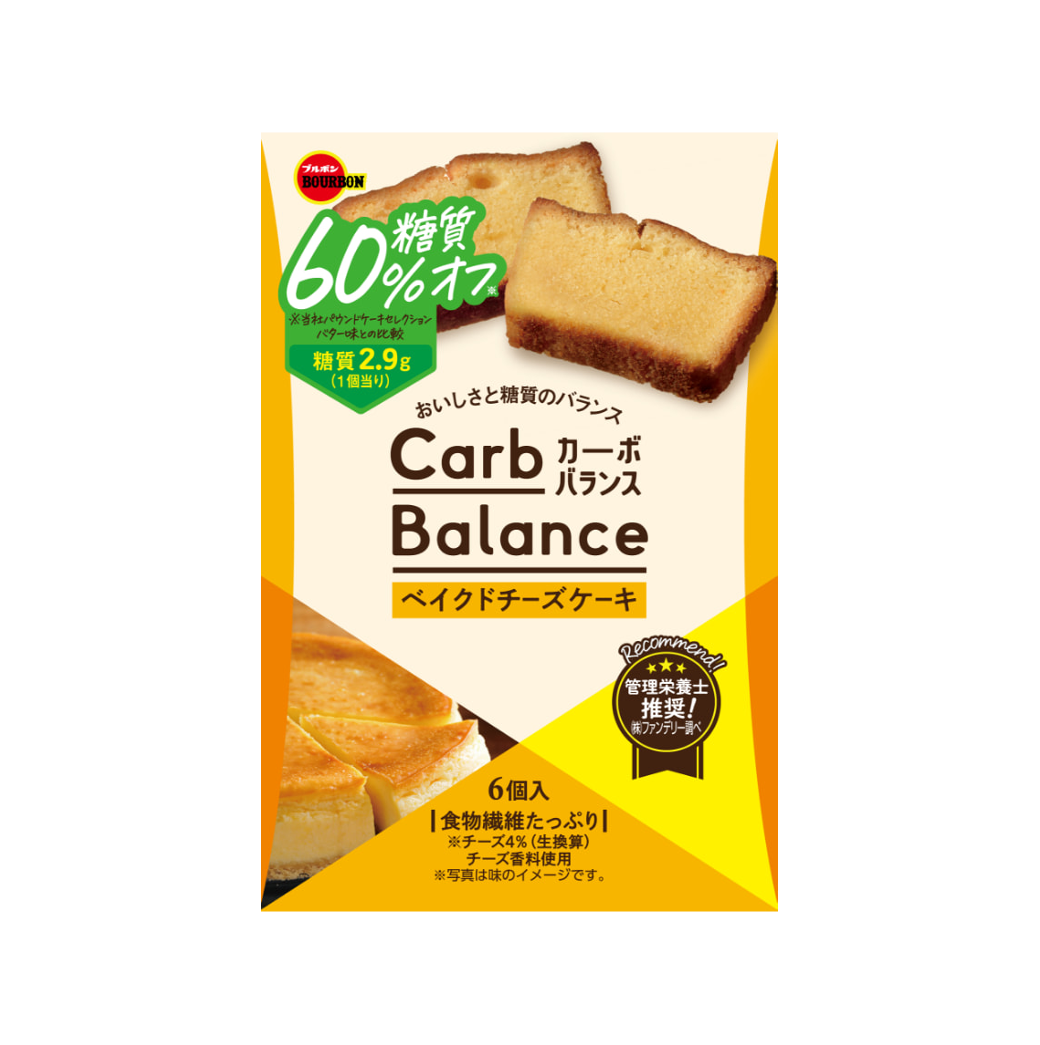 ブルボン
BOURBON
糖質
60%オフ※
※当社パウンドケーキセレクション
バター味との比較
糖質2.9g
(1個当り)
おいしさと糖質のバランス
Carb カーボ
バランス
Balance
ベイクドチーズケーキ
Recommend!
管理栄養士
推奨!
㈱ファンデリー調べ
6個入
食物繊維たっぷり
※チーズ4%(生換算)
チーズ香料使用
※写真は味のイメージです。